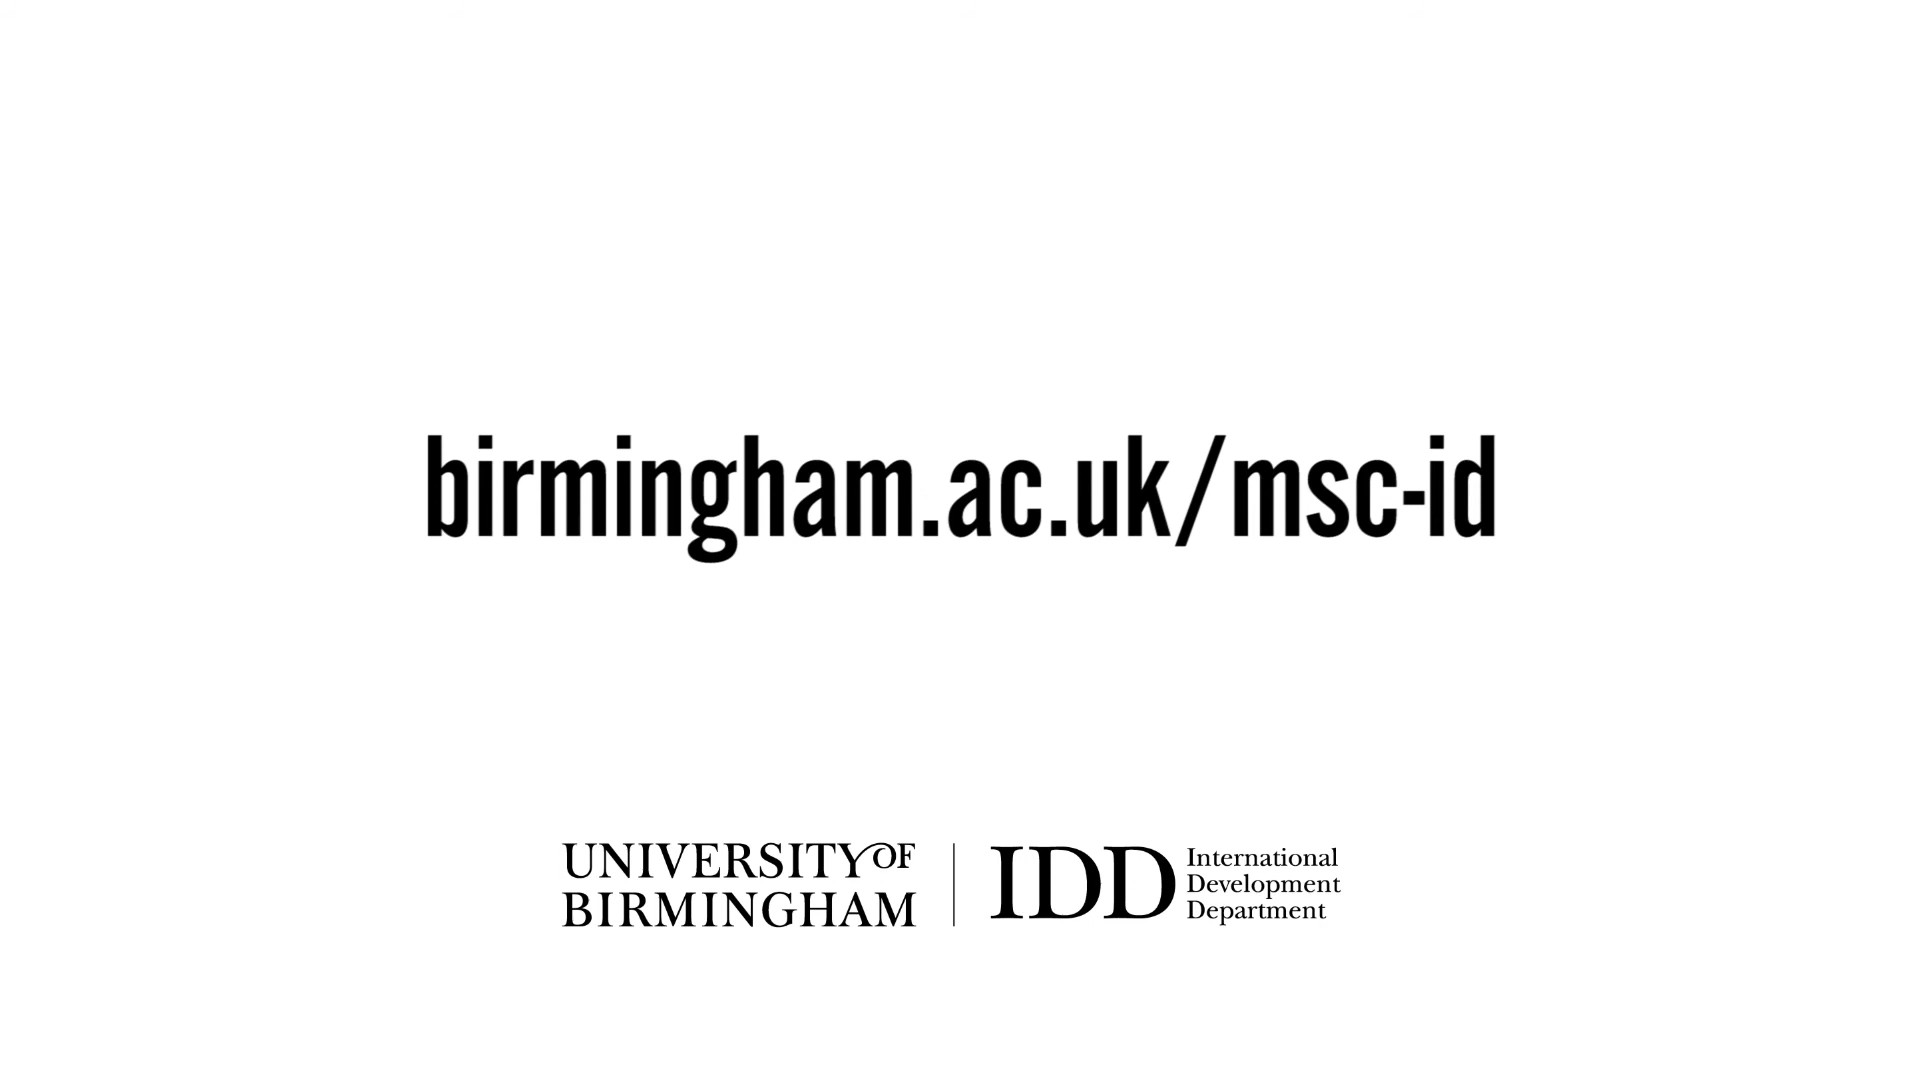 birmingham.ac.uk/msc-id
UNIVERSITY OF
BIRMINGHAM
IDD
International
Development
Department